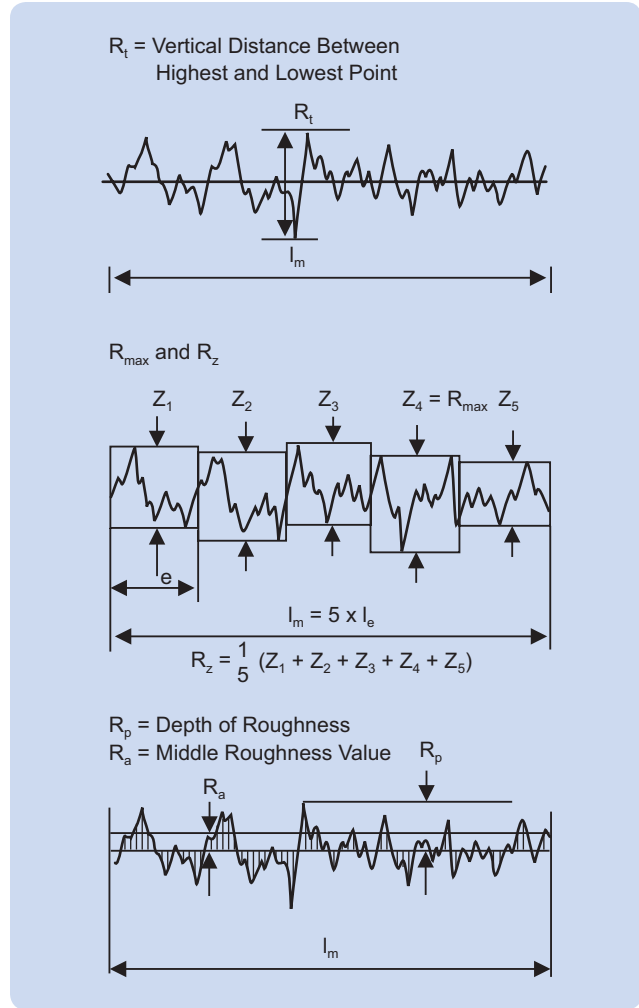 Rt = Vertical Distance Between
Highest and Lowest Point
Rt
lm
Rmax and Rz
Z1 Z2 Z3 Z4 = Rmax Z5
e
lm = 5 x le
Rz = 1/5 (Z1 + Z2 + Z3 + Z4 + Z5)
Rp = Depth of Roughness
Ra = Middle Roughness Value
Rp
Ra
lm